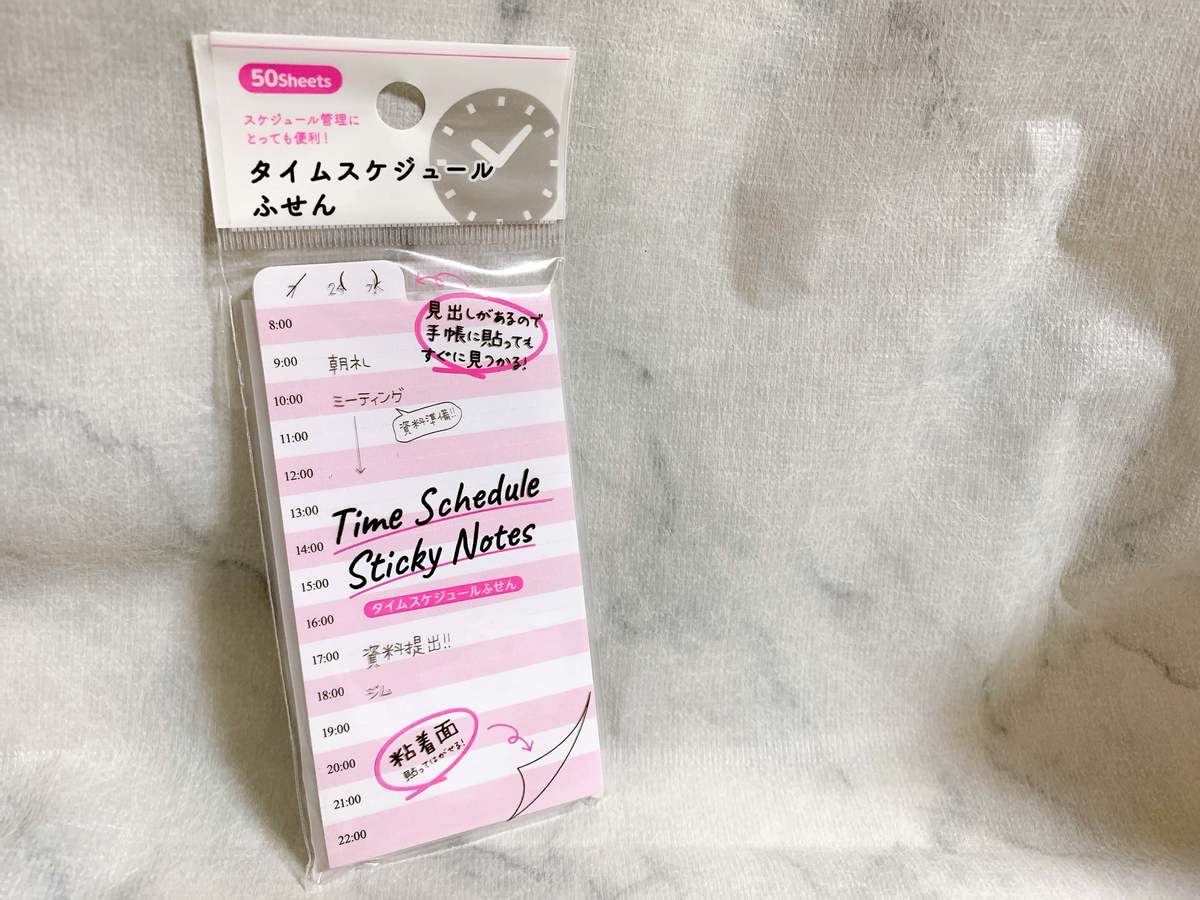 50Sheets
スケジュール管理に
とっても便利！
タイムスケジュール
ふせん
7/ 24 (水)
見出しがあるので
手帳に貼っても
すぐに見つかる！
8:00
9:00 朝礼
10:00 ミーティング
資料準備!!
11:00
12:00
13:00
Time Schedule
14:00
Sticky Notes
15:00
タイムスケジュールふせん
16:00
17:00 資料提出!!
18:00 ジム
19:00
粘着面
20:00
貼ってはがせる!
21:00
22:00